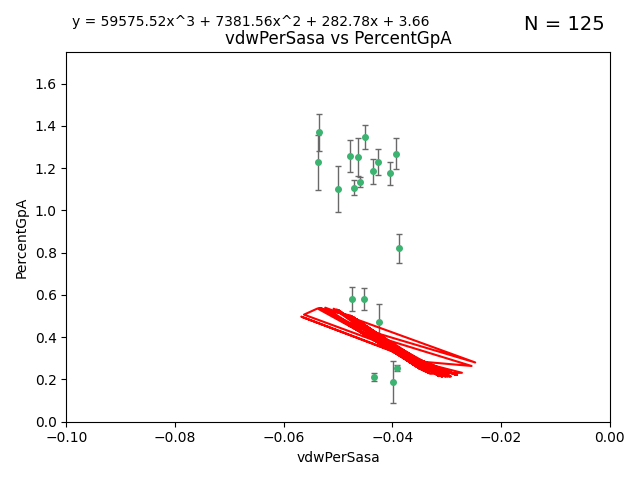 y = 59575.52x^3 + 7381.56x^2 + 282.78x + 3.66
N = 125
vdwPerSasa vs PercentGpA
PercentGpA
1.6
1.4
1.2
1.0
0.8
0.6
0.4
0.2
0.0
−0.10 −0.08 −0.06 −0.04 −0.02 0.00
vdwPerSasa